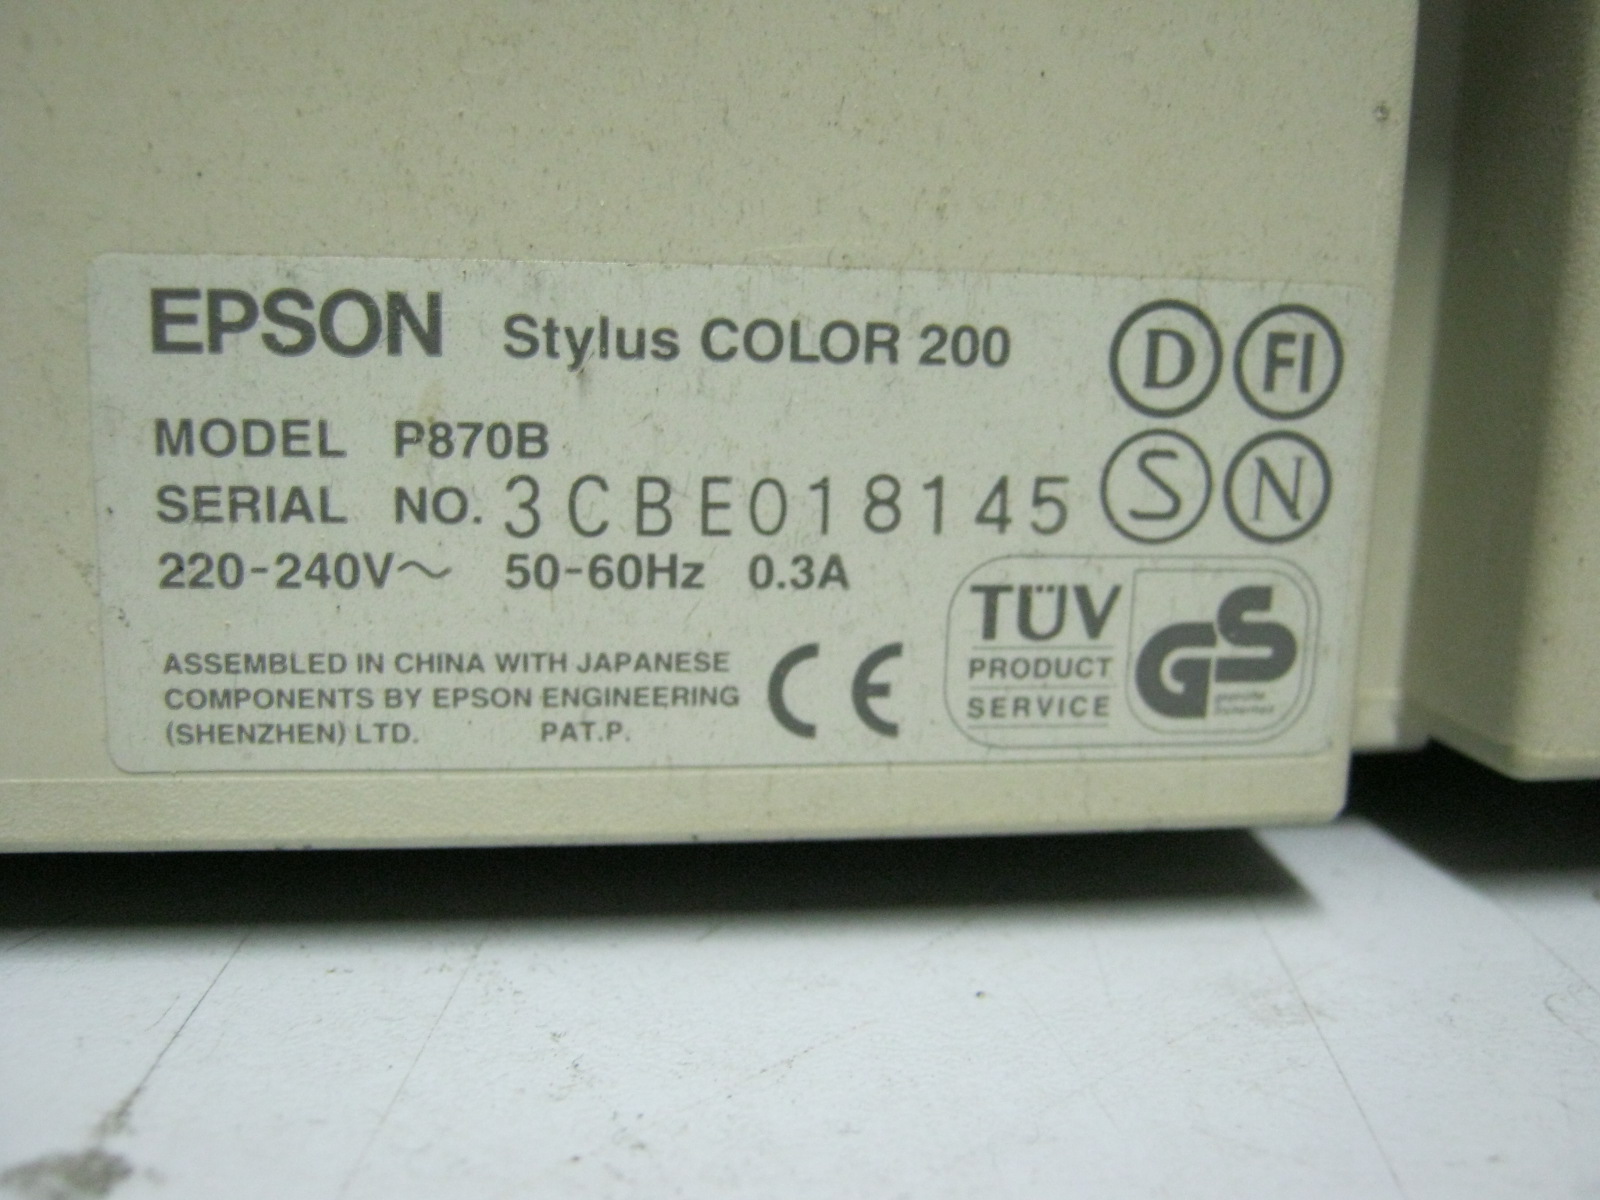 EPSON Stylus COLOR 200
D FI
MODEL P870B
SERIAL NO. 3CBE018145
S N
220-240V~ 50-60Hz 0.3A
TÜV
PRODUCT
SERVICE
GS
ASSEMBLED IN CHINA WITH JAPANESE
COMPONENTS BY EPSON ENGINEERING
(SHENZHEN) LTD. PAT.P.
CE